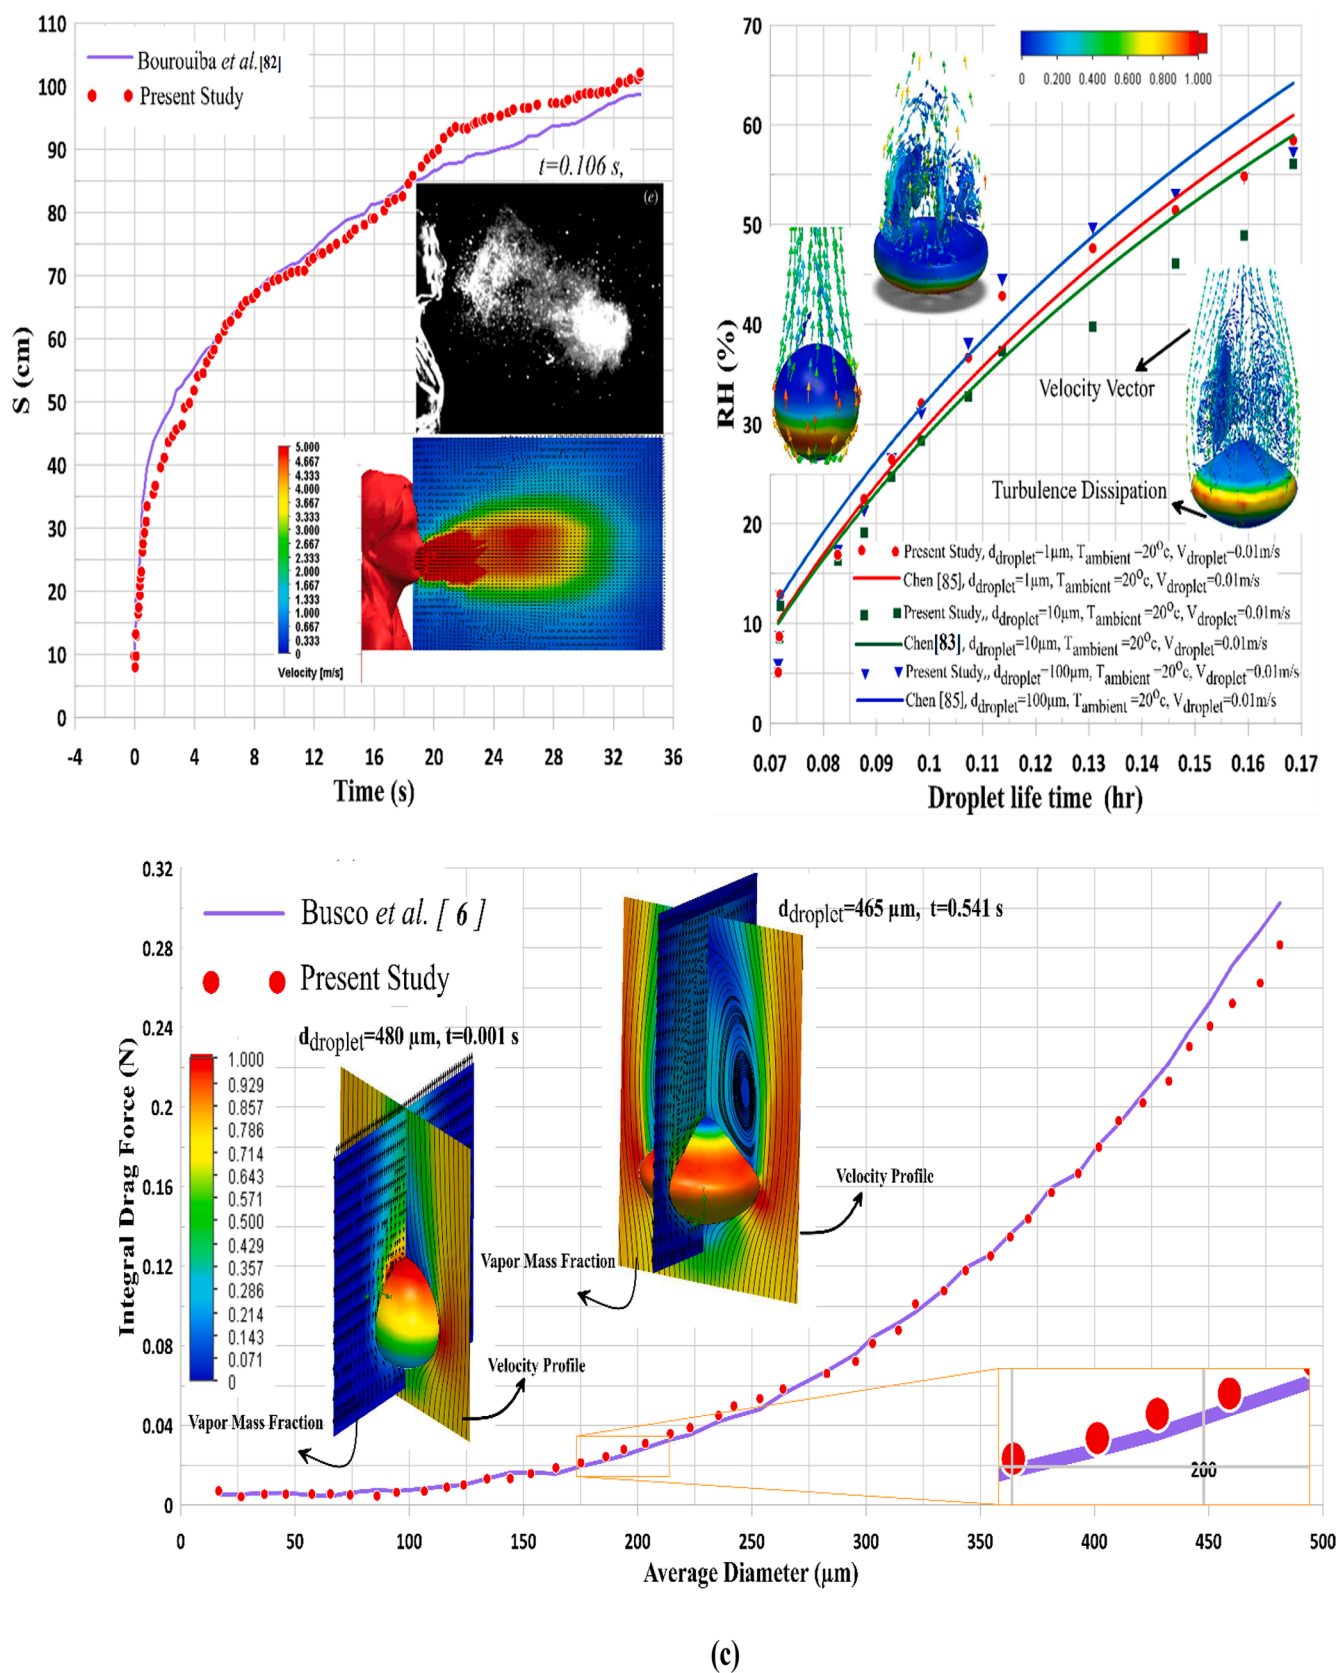 110
100
90
80
70
60
50
40
30
20
10
0
S (cm)
Bourouiba et al.[82]
Present Study
t=0.106 s,
(e)
5.000
4.667
4.333
4.000
3.667
3.333
3.000
2.667
2.333
2.000
1.667
1.333
1.000
0.667
0.333
0
Velocity [m/s]
-4 0 4 8 12 16 20 24 28 32 36
Time (s)
70
60
50
40
30
20
10
0
RH (%)
0 0.200 0.400 0.600 0.800 1.000
Velocity Vector
Turbulence Dissipation
Present Study, ddroplet=1μm, Tambient =20°c, Vdroplet=0.01m/s
Chen [85], ddroplet=1μm, Tambient =20°c, Vdroplet=0.01m/s
Present Study,, ddroplet=10μm, Tambient =20°c, Vdroplet=0.01m/s
Chen[83], ddroplet=10μm, Tambient =20°c, Vdroplet=0.01m/s
Present Study,, ddroplet=100μm, Tambient =20°c, Vdroplet=0.01m/s
Chen [85], ddroplet=100μm, Tambient =20°c, Vdroplet=0.01m/s
0.07 0.08 0.09 0.1 0.11 0.12 0.13 0.14 0.15 0.16 0.17
Droplet life time (hr)
0.32
0.28
0.24
0.2
0.16
0.12
0.08
0.04
0
Integral Drag Force (N)
Busco et al. [ 6 ]
Present Study
ddroplet=480 μm, t=0.001 s
ddroplet=465 μm, t=0.541 s
1.000
0.929
0.857
0.786
0.714
0.643
0.571
0.500
0.429
0.357
0.286
0.214
0.143
0.071
0
Velocity Profile
Vapor Mass Fraction
Velocity Profile
Vapor Mass Fraction
200
0 50 100 150 200 250 300 350 400 450 500
Average Diameter (μm)
(c)